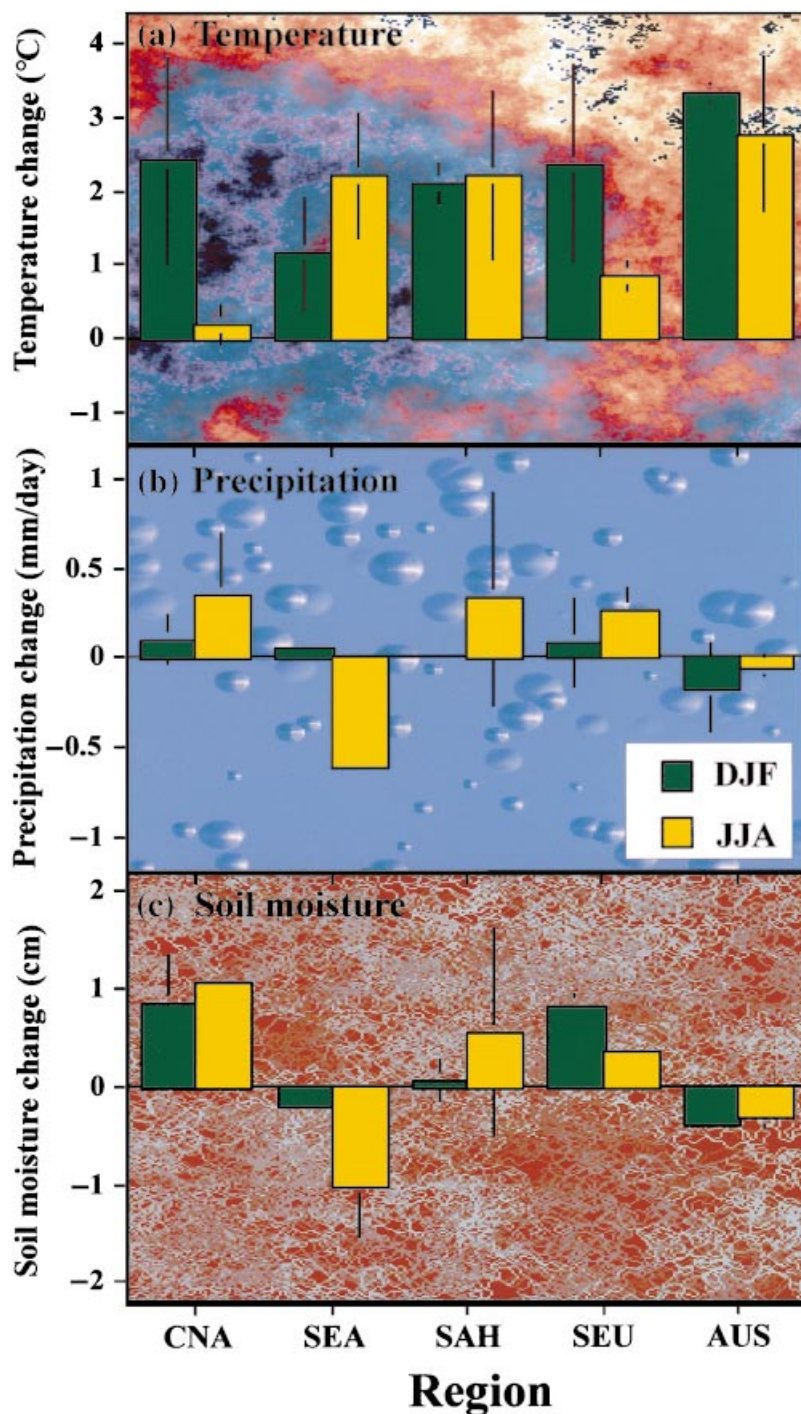 (a) Temperature
Temperature change (°C)
4
3
2
1
0
−1
(b) Precipitation
Precipitation change (mm/day)
1
0.5
0
−0.5
−1
DJF
JJA
(c) Soil moisture
Soil moisture change (cm)
2
1
0
−1
−2
CNA SEA SAH SEU AUS
Region